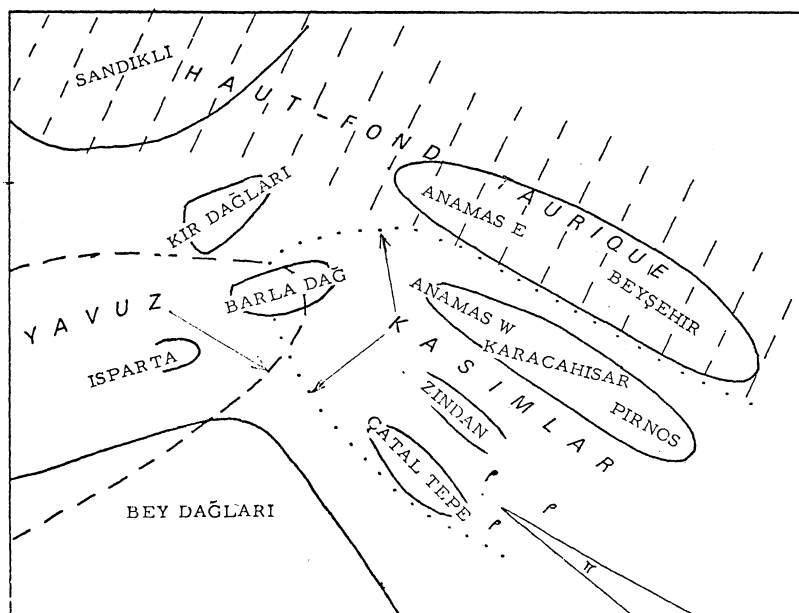 SANDIKLI
HAUT-FOND TAURIQUE
KIR DAĞLARI
ANAMAS E
BEYŞEHIR
BARLA DAĞ
YAVUZ
ANAMAS W
KARACAHISAR
PIRNOS
KASIMLAR
ISPARTA
ZINDAN
ÇATAL TEPE
BEY DAĞLARI
ρ ρ
ρ
π